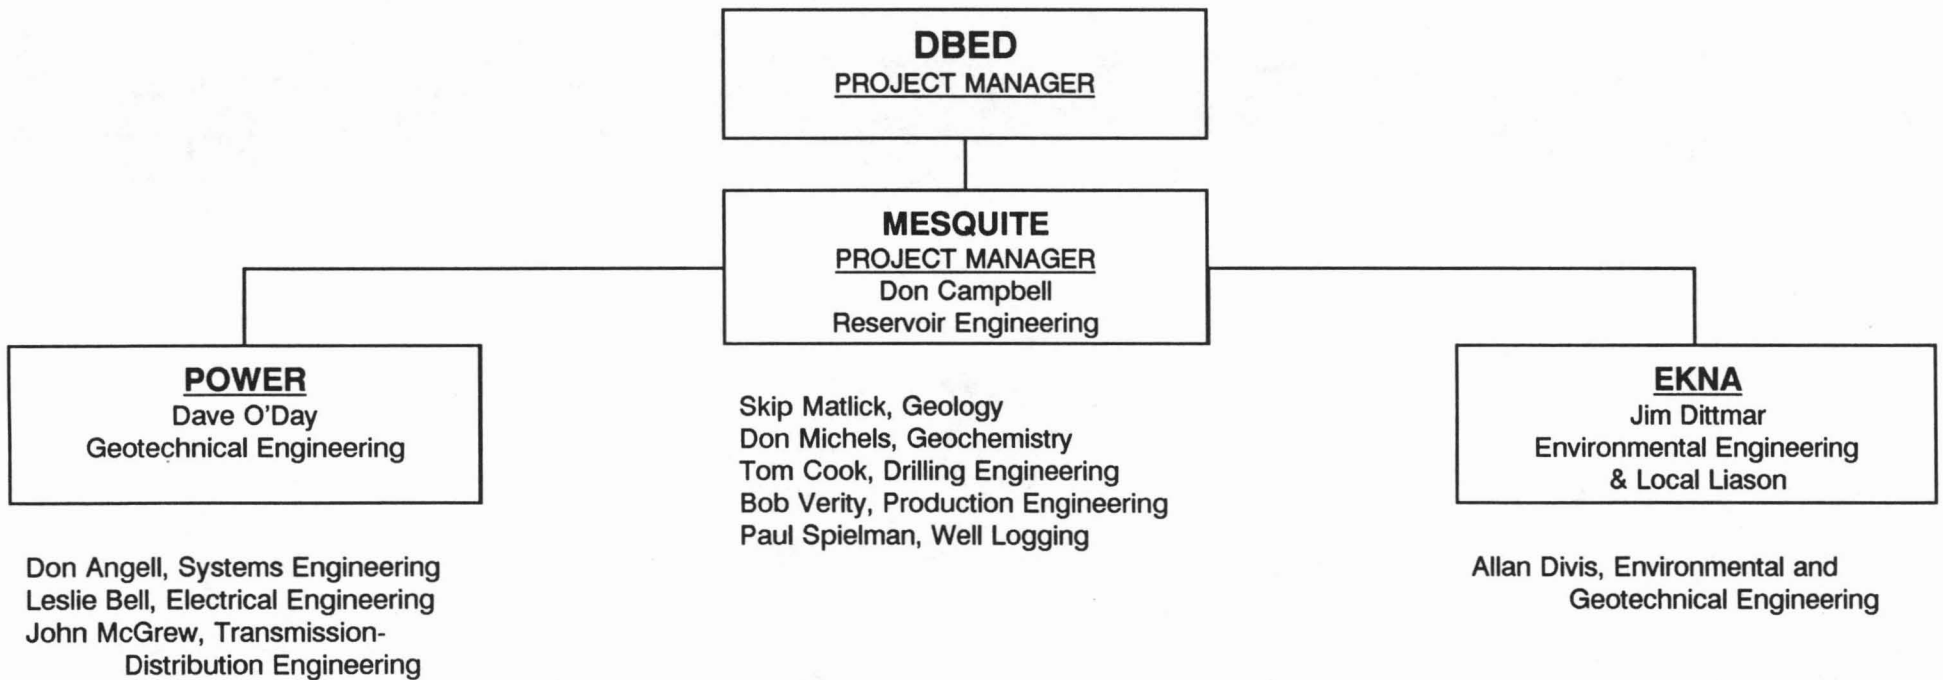 DBED
PROJECT MANAGER
MESQUITE
PROJECT MANAGER
Don Campbell
Reservoir Engineering
POWER
Dave O'Day
Geotechnical Engineering
Don Angell, Systems Engineering
Leslie Bell, Electrical Engineering
John McGrew, Transmission-
Distribution Engineering
Skip Matlick, Geology
Don Michels, Geochemistry
Tom Cook, Drilling Engineering
Bob Verity, Production Engineering
Paul Spielman, Well Logging
EKNA
Jim Dittmar
Environmental Engineering
& Local Liason
Allan Divis, Environmental and
Geotechnical Engineering